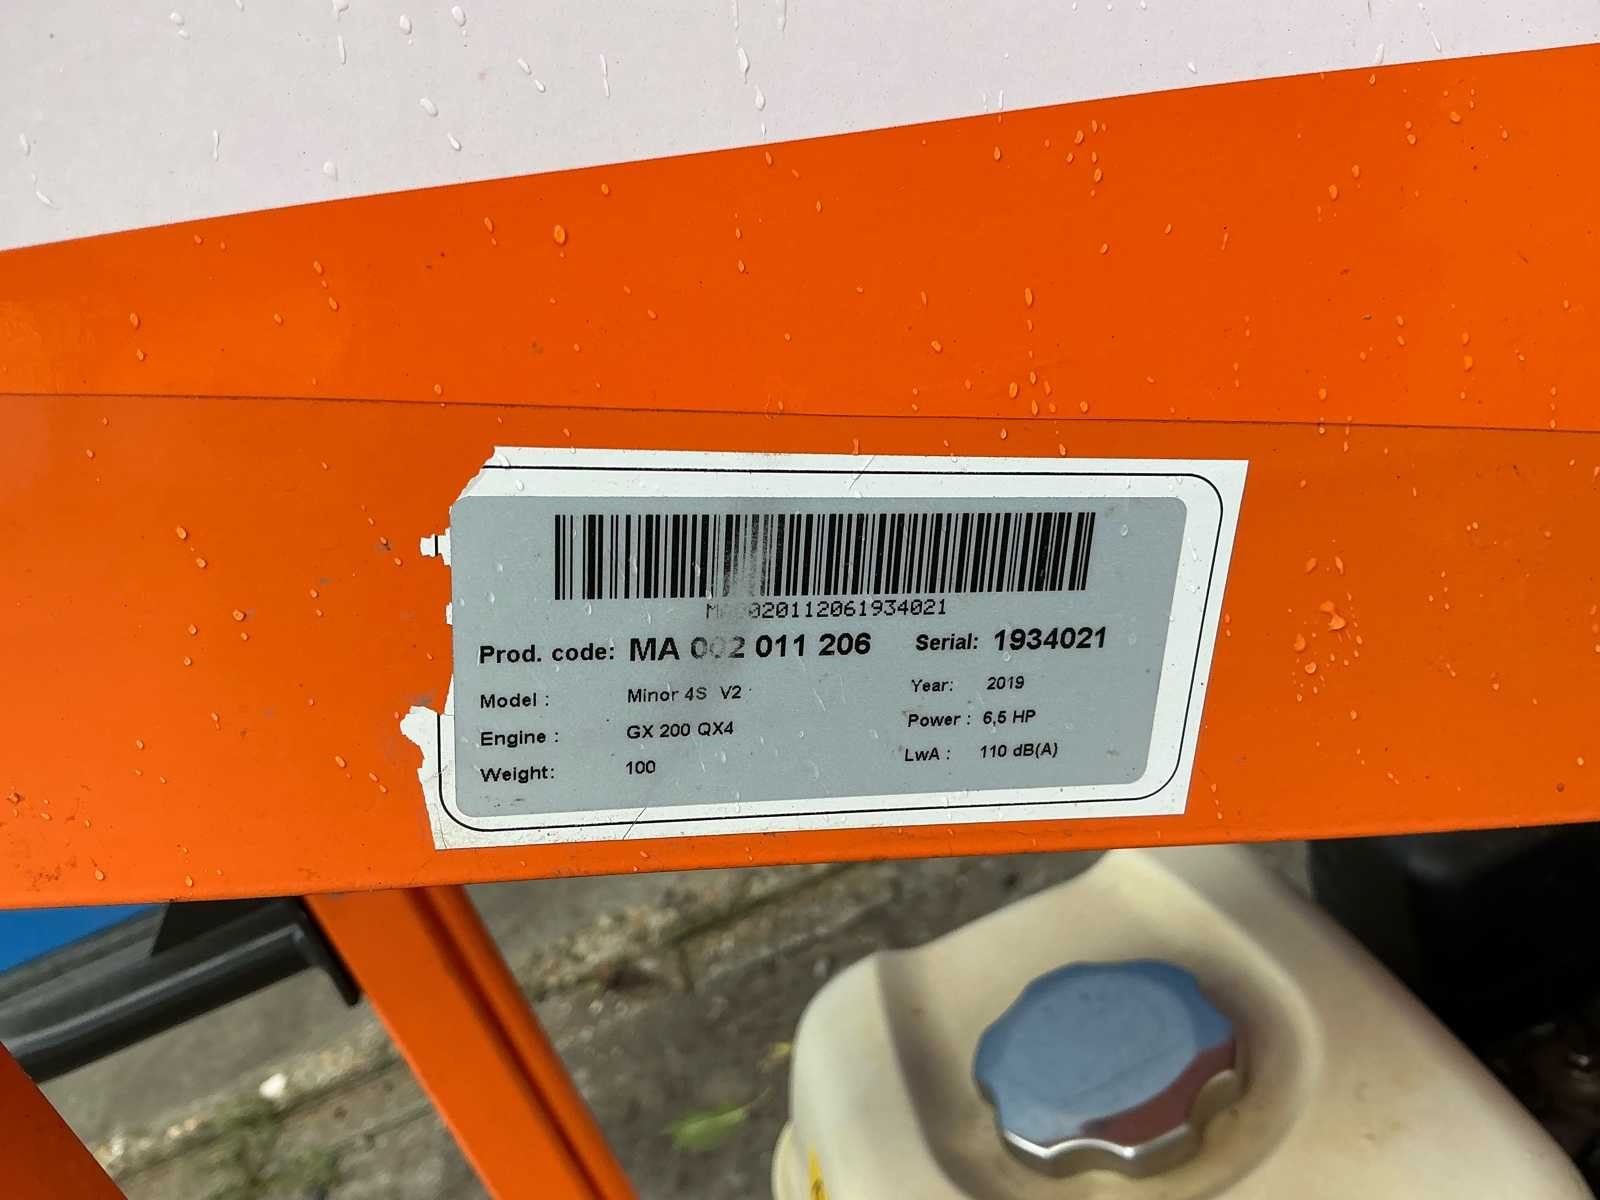 MA0020112061934021
Prod. code: MA 002 011 206 Serial: 1934021
Model : Minor 4S V2 Year: 2019
Engine : GX 200 QX4 Power : 6,5 HP
Weight: 100 LwA : 110 dB(A)